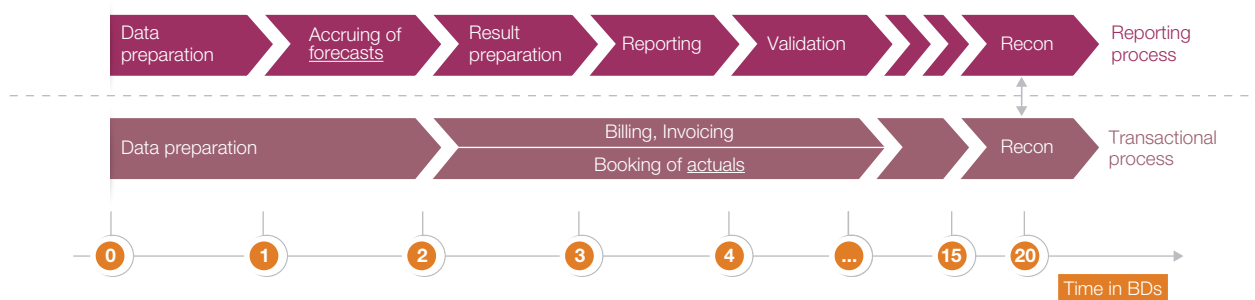 Data
preparation
Accruing of
forecasts
Result
preparation
Reporting
Validation
Recon
Reporting
process
Data preparation
Billing, Invoicing
Booking of actuals
Recon
Transactional
process
0
1
2
3
4
...
15
20
Time in BDs